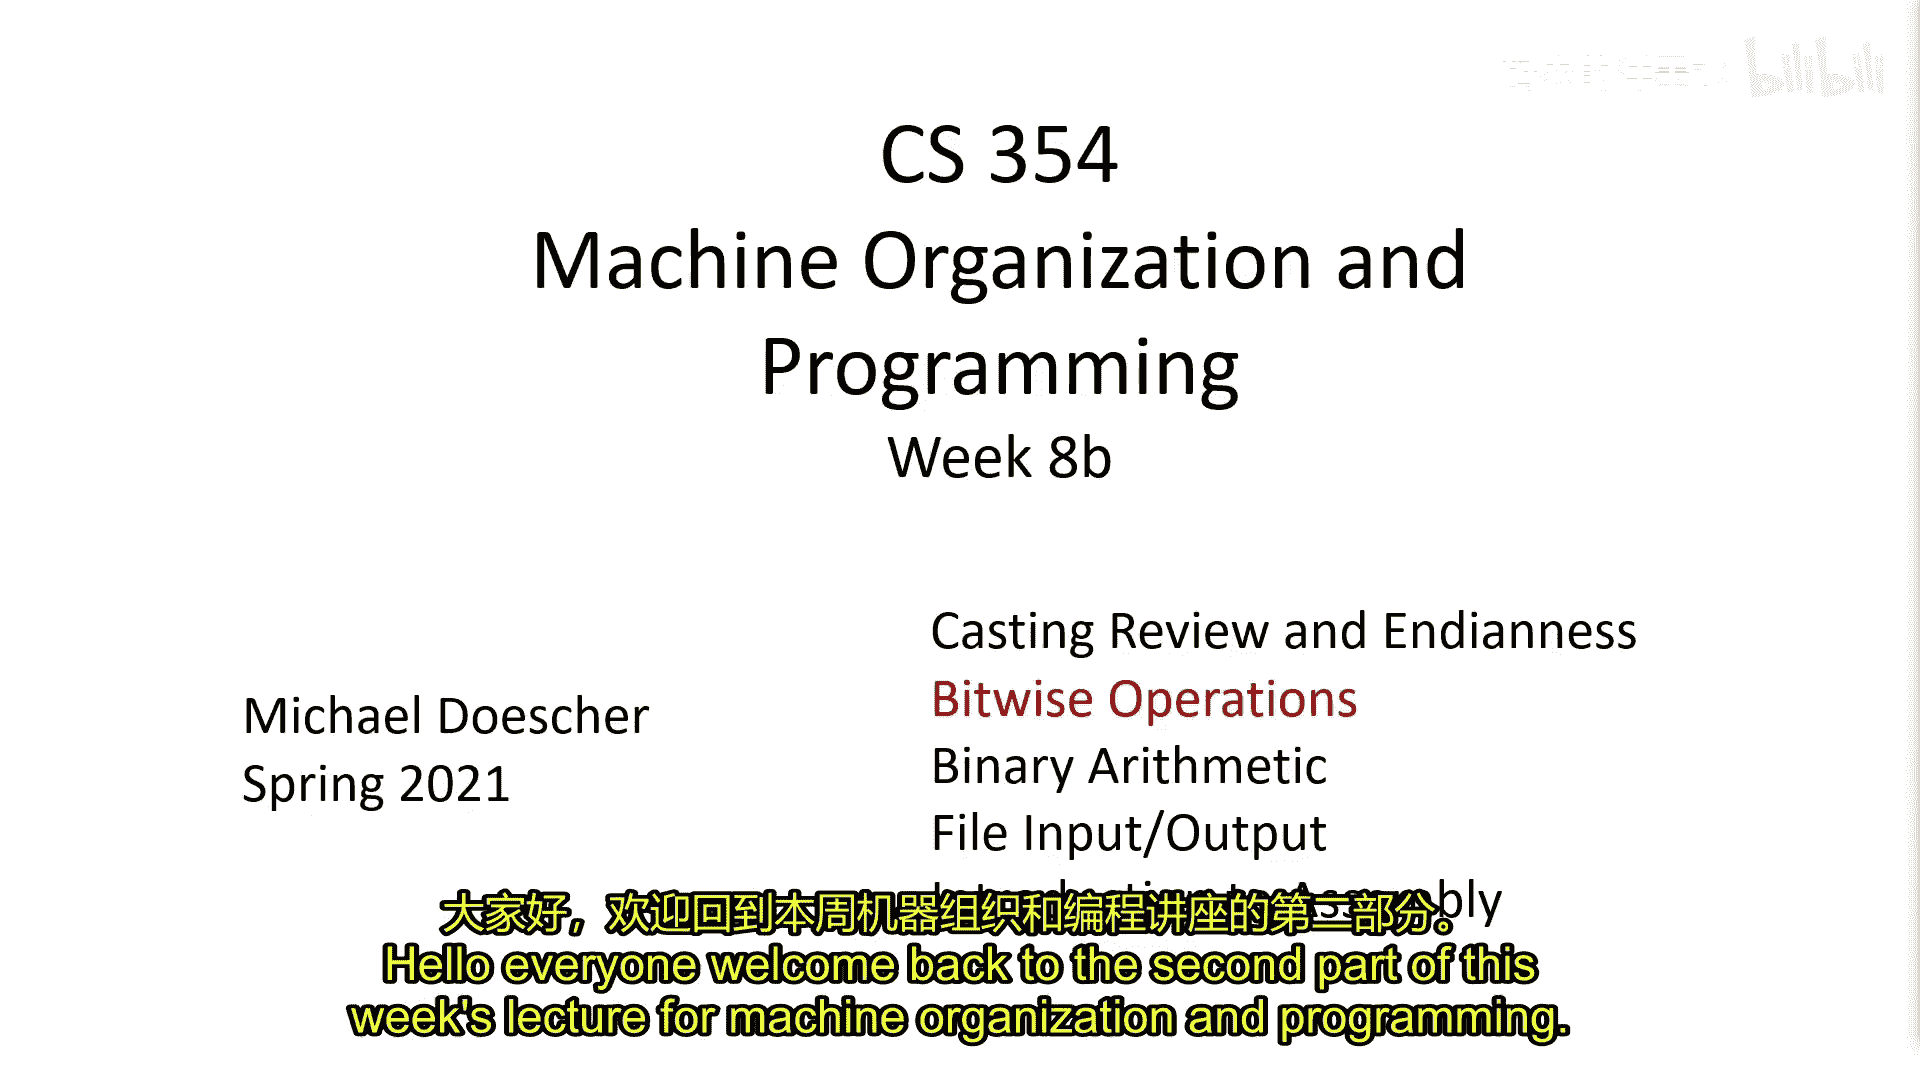 bilibili
CS 354
Machine Organization and
Programming
Week 8b
Michael Doescher
Spring 2021
Casting Review and Endianness
Bitwise Operations
Binary Arithmetic
File Input/Output
Introduction to Assembly
大家好，欢迎回到本周机器组织和编程讲座的第二部分。
Hello everyone welcome back to the second part of this
week's lecture for machine organization and programming.